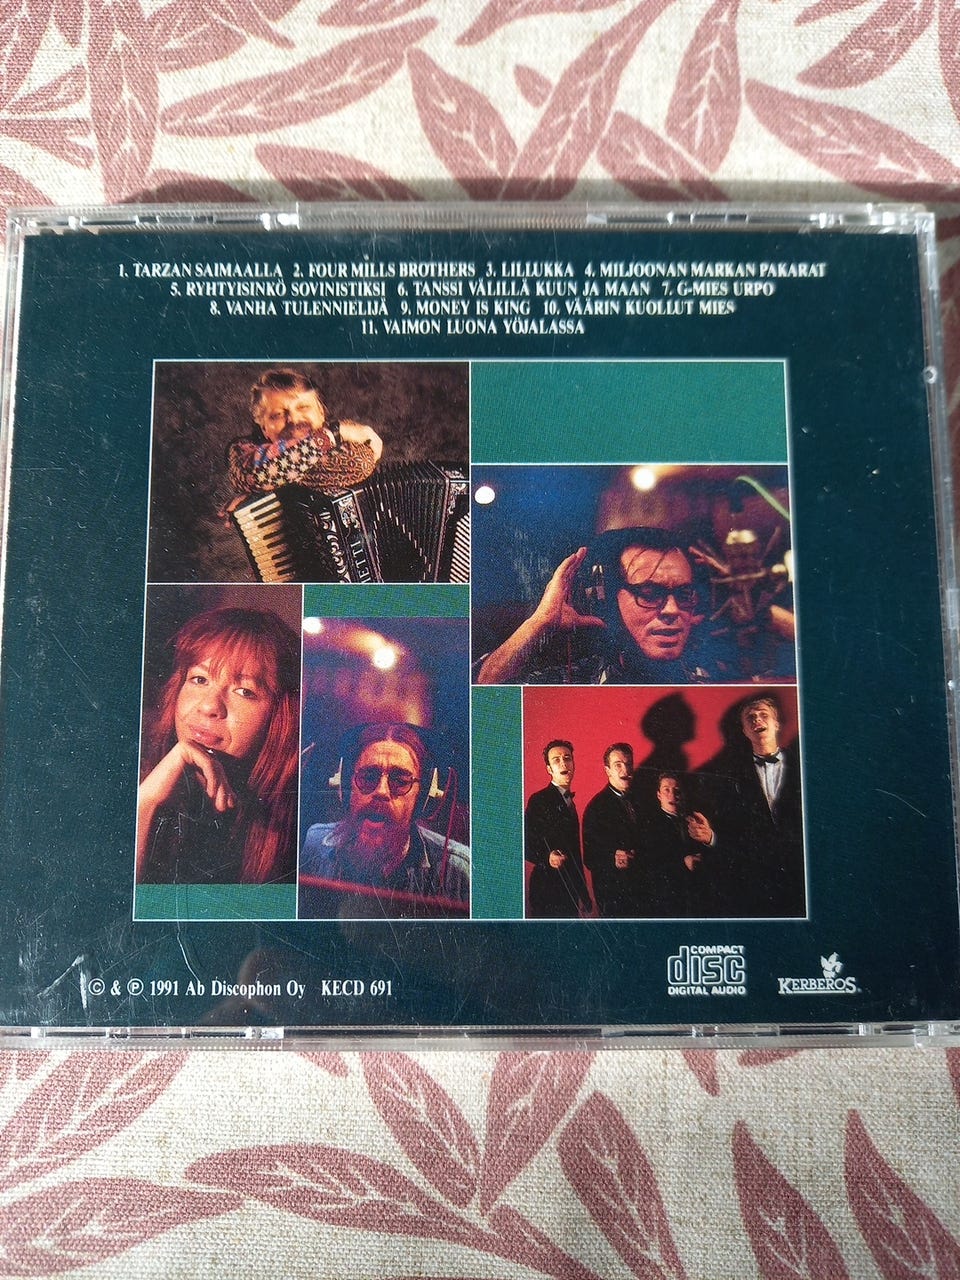 1. TARZAN SAIMAALLA 2. FOUR MILLS BROTHERS 3. LILLUKKA 4. MILJOONAN MARKAN PAKARAT
5. RYHTYISINKÖ SOVINISTIKSI 6. TANSSI VÄLILLÄ KUUN JA MAAN 7. G-MIES URPO
8. VANHA TULENNIELIJÄ 9. MONEY IS KING 10. VÄÄRIN KUOLLUT MIES
11. VAIMON LUONA YÖJALASSA
IETTI
© & ℗ 1991 Ab Discophon Oy KECD 691
COMPACT
disc
DIGITAL AUDIO
KERBEROS